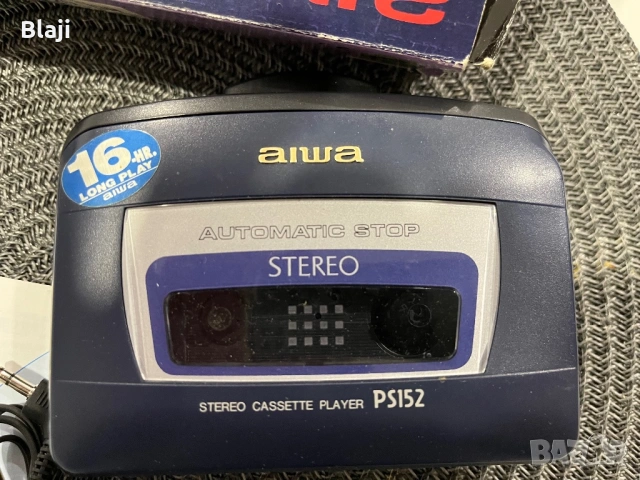 Blaji
16-HR.
LONG PLAY
aiwa
aiwa
AUTOMATIC STOP
STEREO
STEREO CASSETTE PLAYER PS152